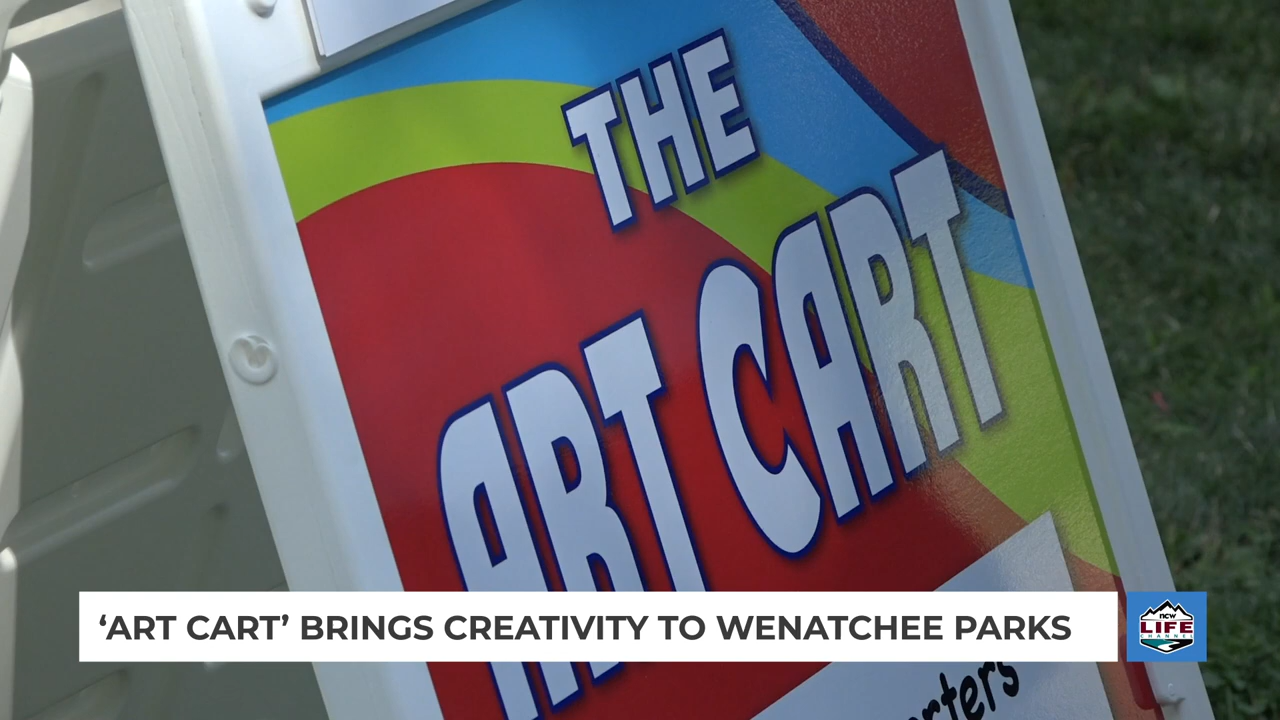 THE
ART CART
‘ART CART’ BRINGS CREATIVITY TO WENATCHEE PARKS
ncw
LIFE
CHANNEL